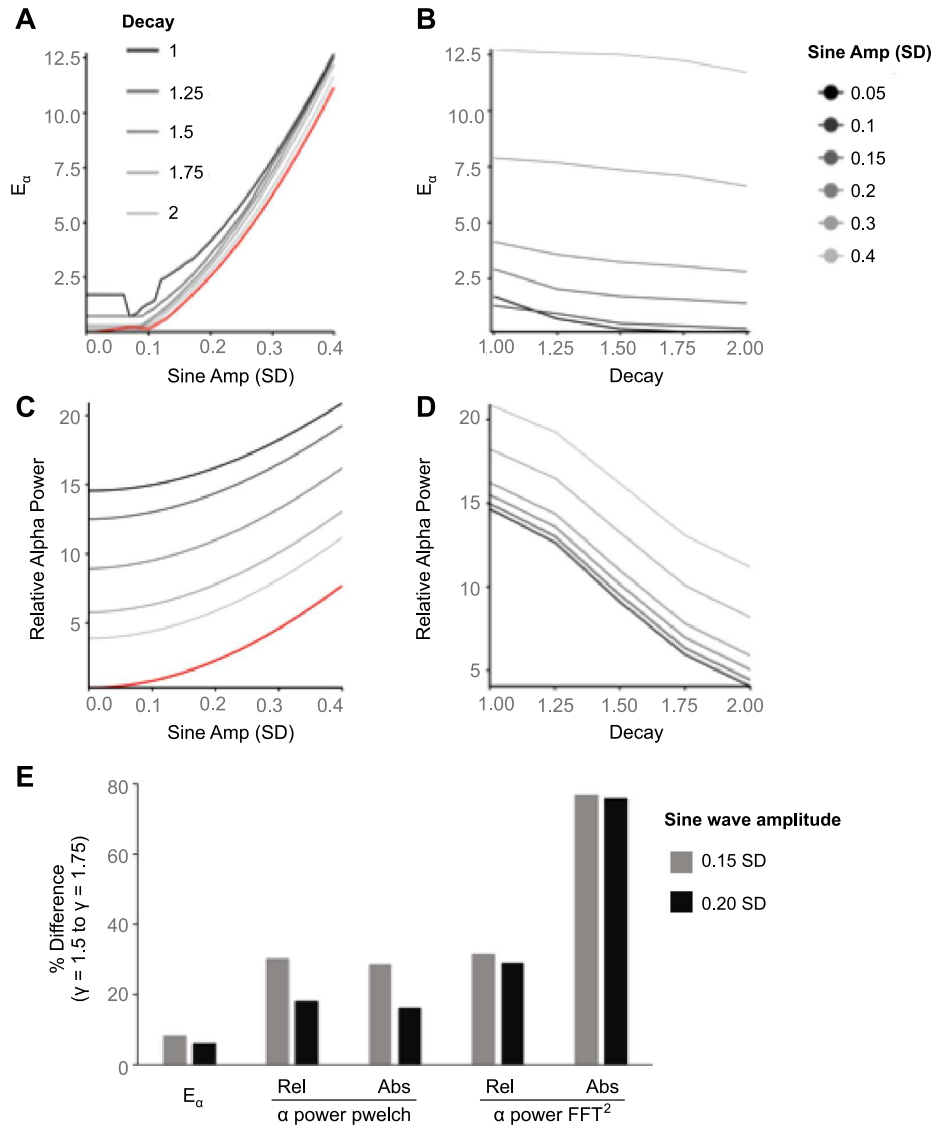 A
Decay
1
1.25
1.5
1.75
2
12.5
10.0
7.5
5.0
2.5
Eα
0.0 0.1 0.2 0.3 0.4
Sine Amp (SD)
B
12.5
10.0
7.5
5.0
2.5
Eα
1.00 1.25 1.50 1.75 2.00
Decay
Sine Amp (SD)
0.05
0.1
0.15
0.2
0.3
0.4
C
20
15
10
5
Relative Alpha Power
0.0 0.1 0.2 0.3 0.4
Sine Amp (SD)
D
20
15
10
5
Relative Alpha Power
1.00 1.25 1.50 1.75 2.00
Decay
E
80
60
40
20
0
% Difference
(γ = 1.5 to γ = 1.75)
Eα
Rel Abs
α power pwelch
Rel Abs
α power FFT²
Sine wave amplitude
0.15 SD
0.20 SD